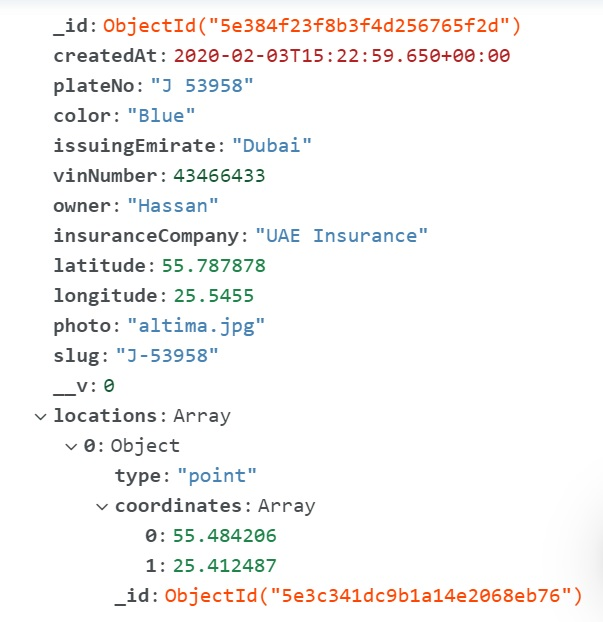 _id: ObjectId("5e384f23f8b3f4d256765f2d")
createdAt: 2020-02-03T15:22:59.650+00:00
plateNo: "J 53958"
color: "Blue"
issuingEmirate: "Dubai"
vinNumber: 43466433
owner: "Hassan"
insuranceCompany: "UAE Insurance"
latitude: 55.787878
longitude: 25.5455
photo: "altima.jpg"
slug: "J-53958"
__v: 0
locations: Array
0: Object
type: "point"
coordinates: Array
0: 55.484206
1: 25.412487
_id: ObjectId("5e3c341dc9b1a14e2068eb76")